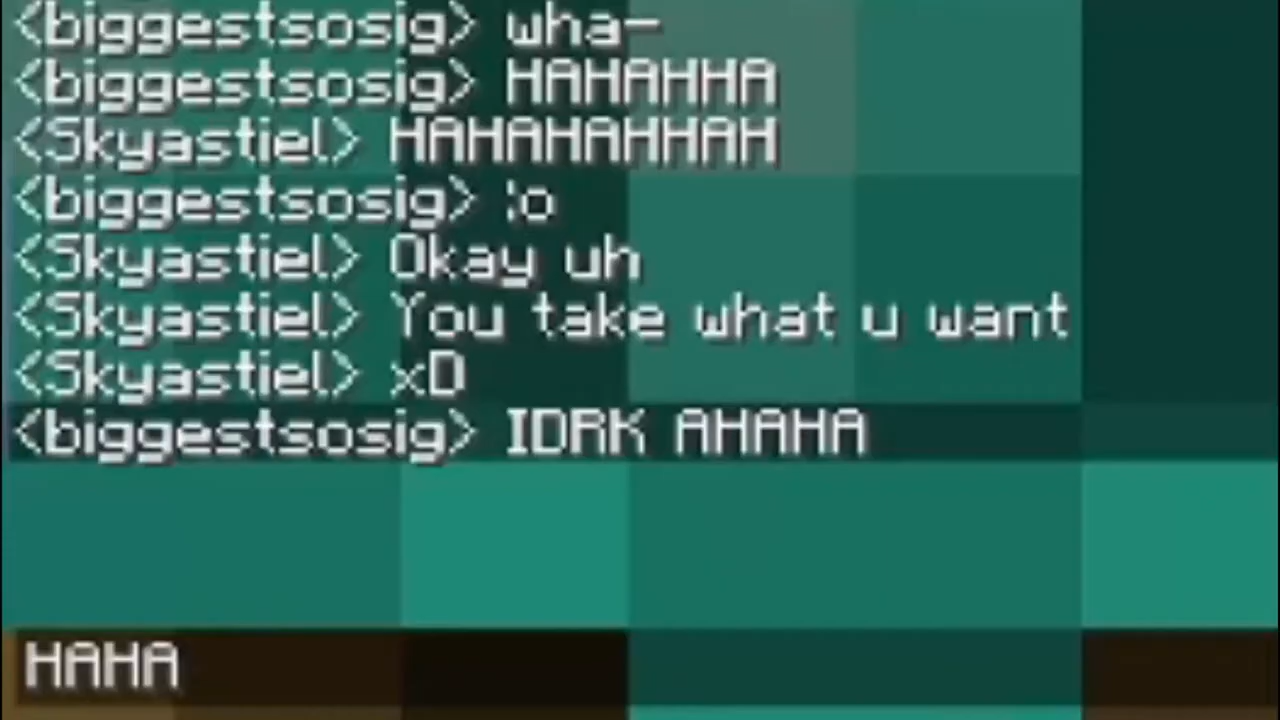 <biggestsosig> wha-
<biggestsosig> HAHAHHA
<Skyastiel> HAHAHAHHAH
<biggestsosig> :o
<Skyastiel> Okay uh
<Skyastiel> You take what u want
<Skyastiel> xD
<biggestsosig> IDRK AHAHA
HAHA